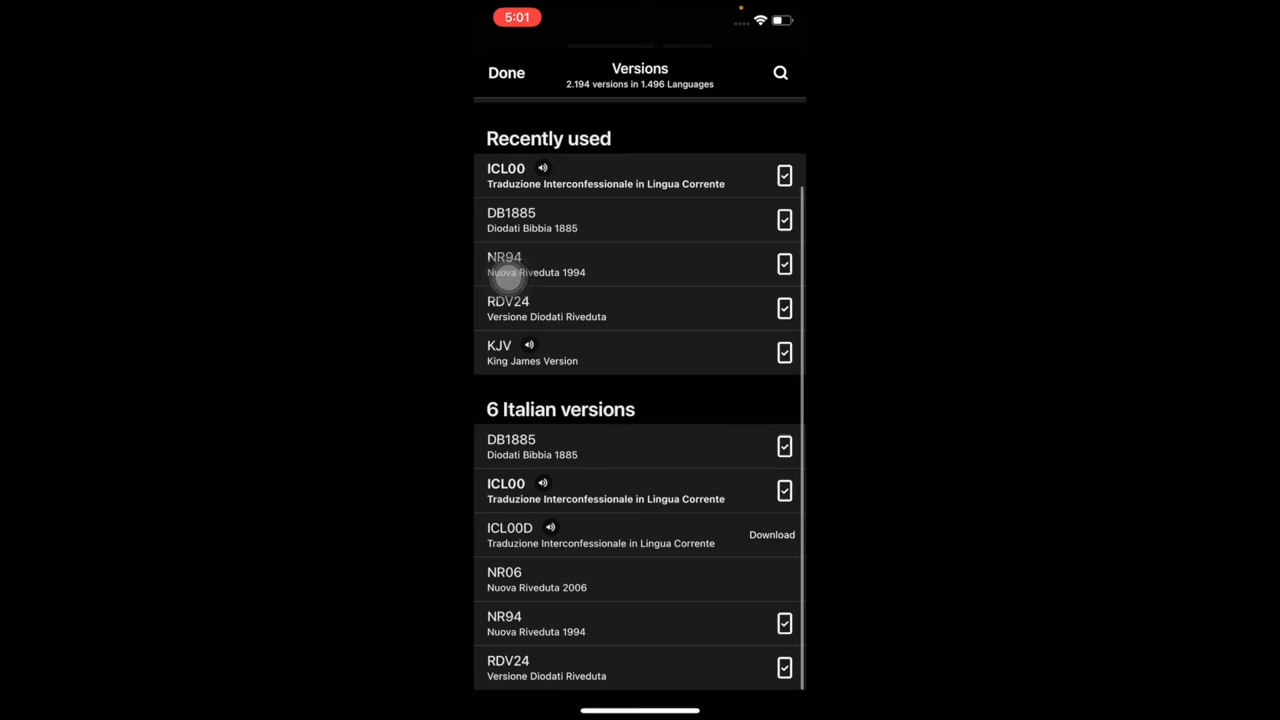 5:01
Done
Versions
2.194 versions in 1.496 Languages
Recently used
ICL00
Traduzione Interconfessionale in Lingua Corrente
DB1885
Diodati Bibbia 1885
NR94
Nuova Riveduta 1994
RDV24
Versione Diodati Riveduta
KJV
King James Version
6 Italian versions
DB1885
Diodati Bibbia 1885
ICL00
Traduzione Interconfessionale in Lingua Corrente
ICL00D
Traduzione Interconfessionale in Lingua Corrente
Download
NR06
Nuova Riveduta 2006
NR94
Nuova Riveduta 1994
RDV24
Versione Diodati Riveduta